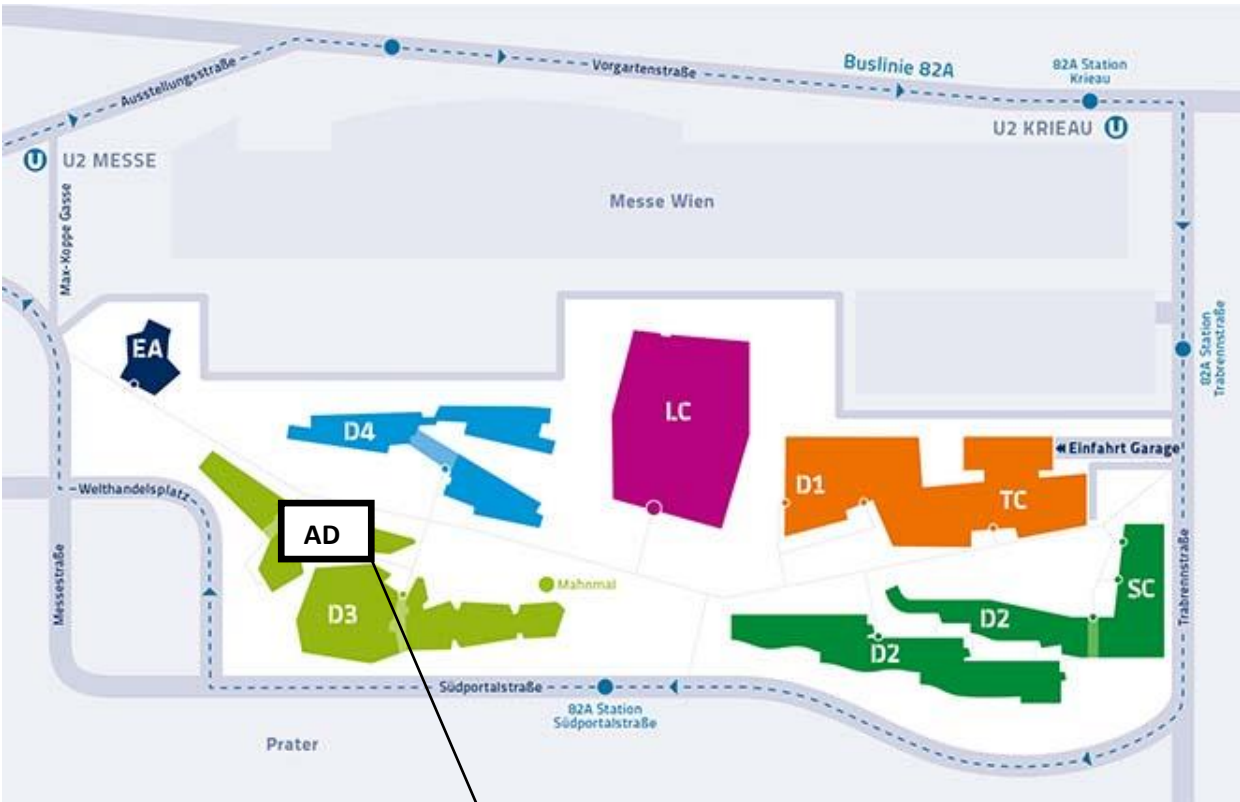 Ausstellungsstraße
Vorgartenstraße
Buslinie 82A
82A Station
Krieau
U2 KRIEAU U
U U2 MESSE
Max-Koppe Gasse
Messe Wien
82A Station
Trabrennstraße
EA
D4
LC
Einfahrt Garage
D1
TC
Welthandelsplatz
AD
Messestraße
D3
Mahnmal
D2
D2
SC
Trabrennstraße
Südportalstraße
82A Station
Südportalstraße
Prater